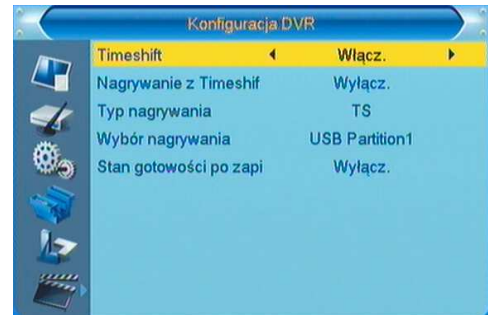 Konfiguracja DVR
Timeshift Włącz.
Nagrywanie z Timeshif Wyłącz.
Typ nagrywania TS
Wybór nagrywania USB Partition1
Stan gotowości po zapi Wyłącz.